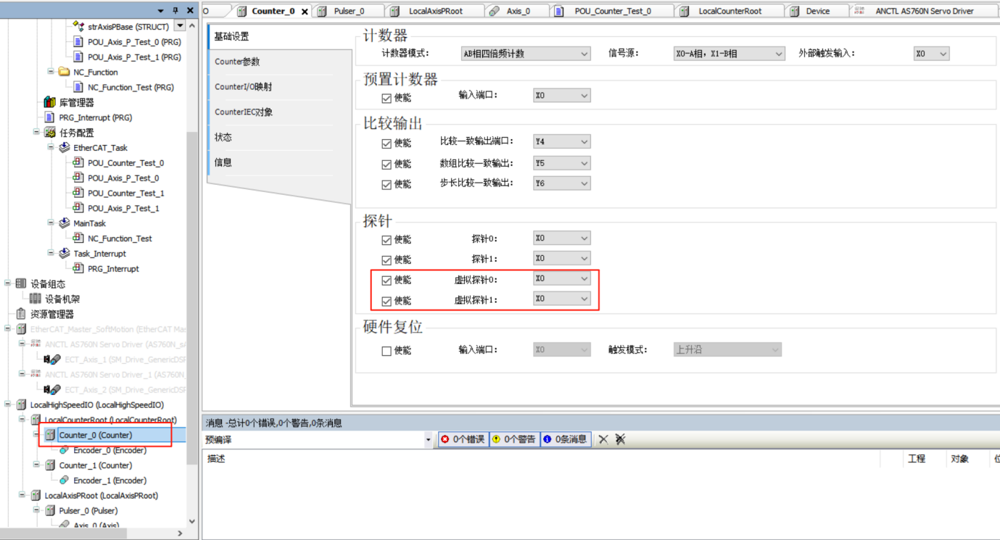 O
Counter_0
Pulser_0
LocalAxisPRoot
Axis_0
POU_Counter_Test_0
LocalCounterRoot
Device
ANCTL AS760N Servo Driver
strAxisPBase (STRUCT)
POU_Axis_P_Test_0 (PRG)
POU_Axis_P_Test_1 (PRG)
NC_Function
NC_Function_Test (PRG)
库管理器
PRG_Interrupt (PRG)
任务配置
EtherCAT_Task
POU_Counter_Test_0
POU_Axis_P_Test_0
POU_Counter_Test_1
POU_Axis_P_Test_1
MainTask
NC_Function_Test
Task_Interrupt
PRG_Interrupt
设备组态
设备机架
资源管理器
EtherCAT_Master_SoftMotion (EtherCAT Mas
ANCTL AS760N Servo Driver (AS760N_sA
ECT_Axis_1 (SM_Drive_GenericDSP
ANCTL AS760N Servo Driver_1 (AS760N_
ECT_Axis_2 (SM_Drive_GenericDSP
LocalHighSpeedIO (LocalHighSpeedIO)
LocalCounterRoot (LocalCounterRoot)
Counter_0 (Counter)
Encoder_0 (Encoder)
Counter_1 (Counter)
Encoder_1 (Encoder)
LocalAxisPRoot (LocalAxisPRoot)
Pulser_0 (Pulser)
Axis_0 (Axis)
基础设置
Counter参数
CounterI/O映射
CounterIEC对象
状态
信息
计数器
计数器模式: AB相四倍频计数 信号源: X0-A相，X1-B相 外部触发输入: X0
预置计数器
使能 输入端口: X0
比较输出
使能 比较一致输出端口: Y4
使能 数组比较一致输出: Y5
使能 步长比较一致输出: Y6
探针
使能 探针0: X0
使能 探针1: X0
使能 虚拟探针0: X0
使能 虚拟探针1: X0
硬件复位
使能 输入端口: X0 触发模式: 上升沿
消息 -总计0个错误,0个警告,0条消息
预编译 0个错误 0个警告 0条消息
描述 工程 对象 位